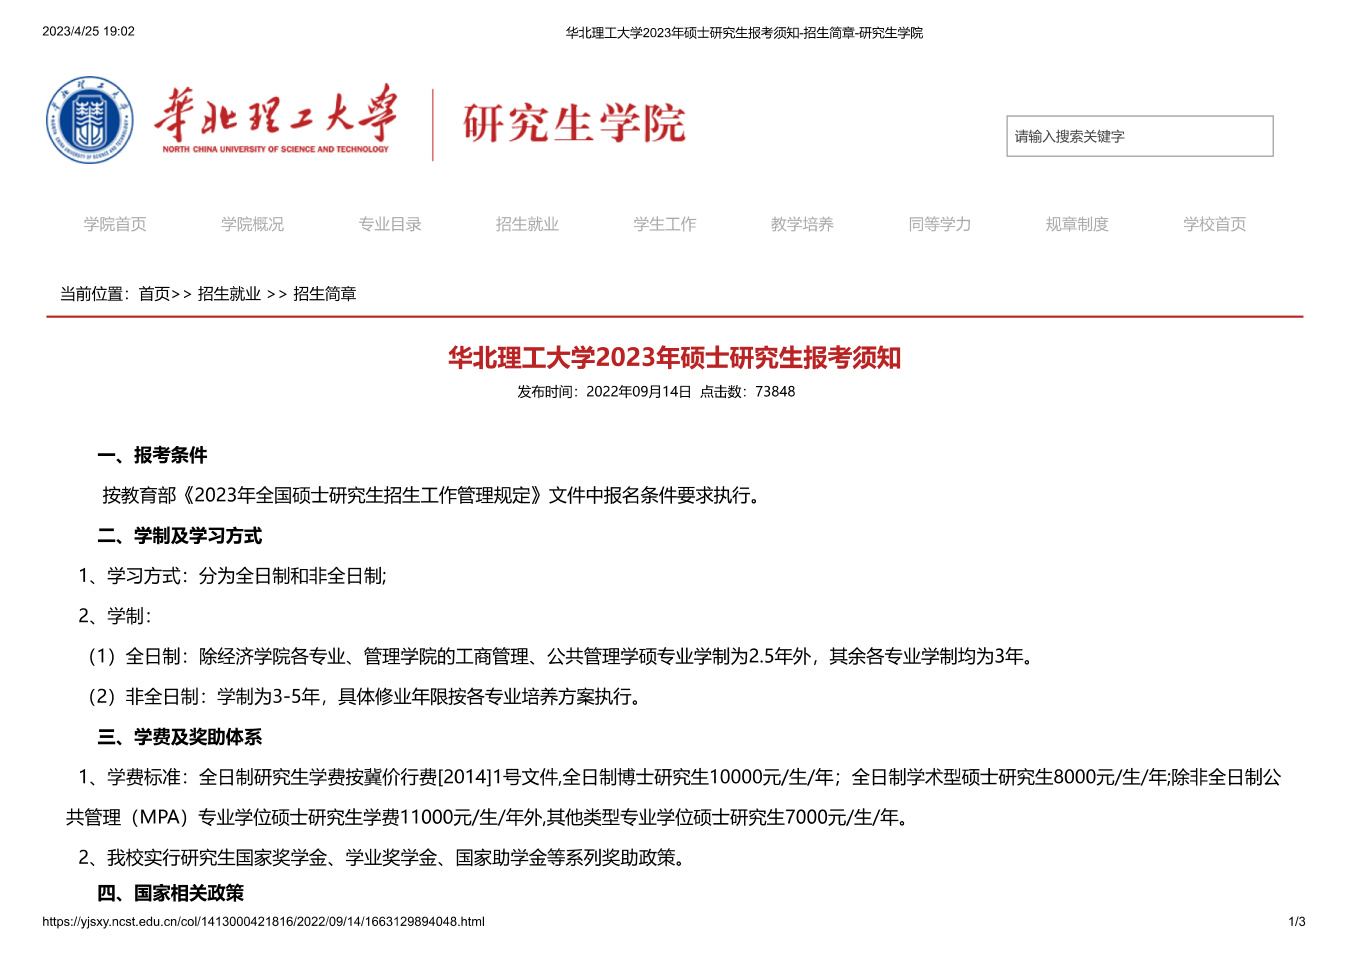 2023/4/25 19:02
华北理工大学2023年硕士研究生报考须知-招生简章-研究生学院
華北理工大学
NORTH CHINA UNIVERSITY OF SCIENCE AND TECHNOLOGY
研究生学院
请输入搜索关键字
学院首页 学院概况 专业目录 招生就业 学生工作 教学培养 同等学力 规章制度 学校首页
当前位置：首页>> 招生就业 >> 招生简章
华北理工大学2023年硕士研究生报考须知
发布时间：2022年09月14日 点击数：73848
一、报考条件
按教育部《2023年全国硕士研究生招生工作管理规定》文件中报名条件要求执行。
二、学制及学习方式
1、学习方式：分为全日制和非全日制;
2、学制：
（1）全日制：除经济学院各专业、管理学院的工商管理、公共管理学硕专业学制为2.5年外，其余各专业学制均为3年。
（2）非全日制：学制为3-5年，具体修业年限按各专业培养方案执行。
三、学费及奖助体系
1、学费标准：全日制研究生学费按冀价行费[2014]1号文件,全日制博士研究生10000元/生/年；全日制学术型硕士研究生8000元/生/年;除非全日制公
共管理（MPA）专业学位硕士研究生学费11000元/生/年外,其他类型专业学位硕士研究生7000元/生/年。
2、我校实行研究生国家奖学金、学业奖学金、国家助学金等系列奖助政策。
四、国家相关政策
https://yjsxy.ncst.edu.cn/col/1413000421816/2022/09/14/1663129894048.html
1/3